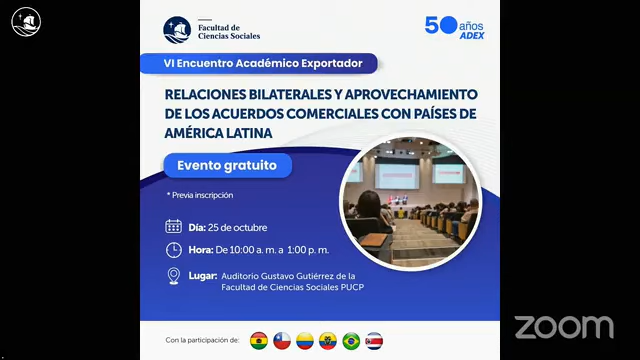 Facultad de
Ciencias Sociales
50 años
ADEX
VI Encuentro Académico Exportador
RELACIONES BILATERALES Y APROVECHAMIENTO
DE LOS ACUERDOS COMERCIALES CON PAÍSES DE
AMÉRICA LATINA
Evento gratuito
* Previa inscripción
Día: 25 de octubre
Hora: De 10:00 a. m. a 1:00 p. m.
Lugar: Auditorio Gustavo Gutiérrez de la
Facultad de Ciencias Sociales PUCP
Con la participación de:
zoom